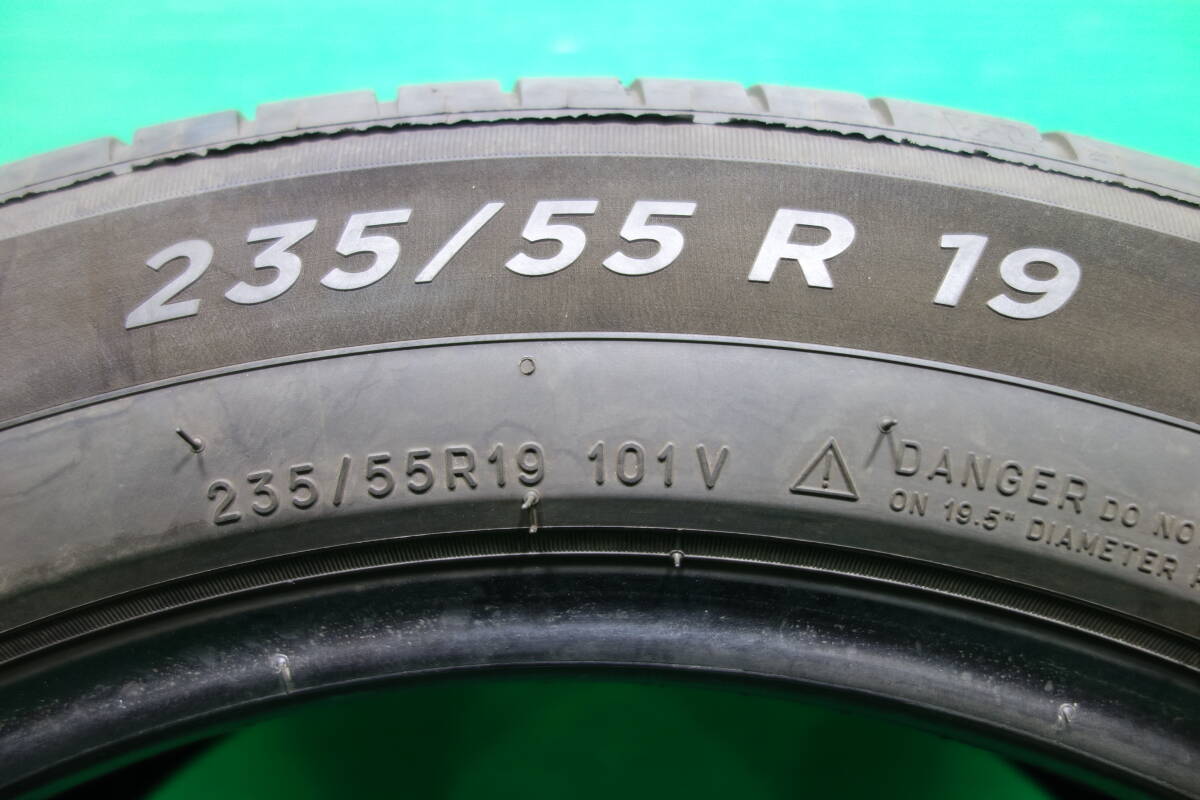 235/55 R 19
235/55R19 101V ⚠ DANGER DO NO
ON 19.5" DIAMETER